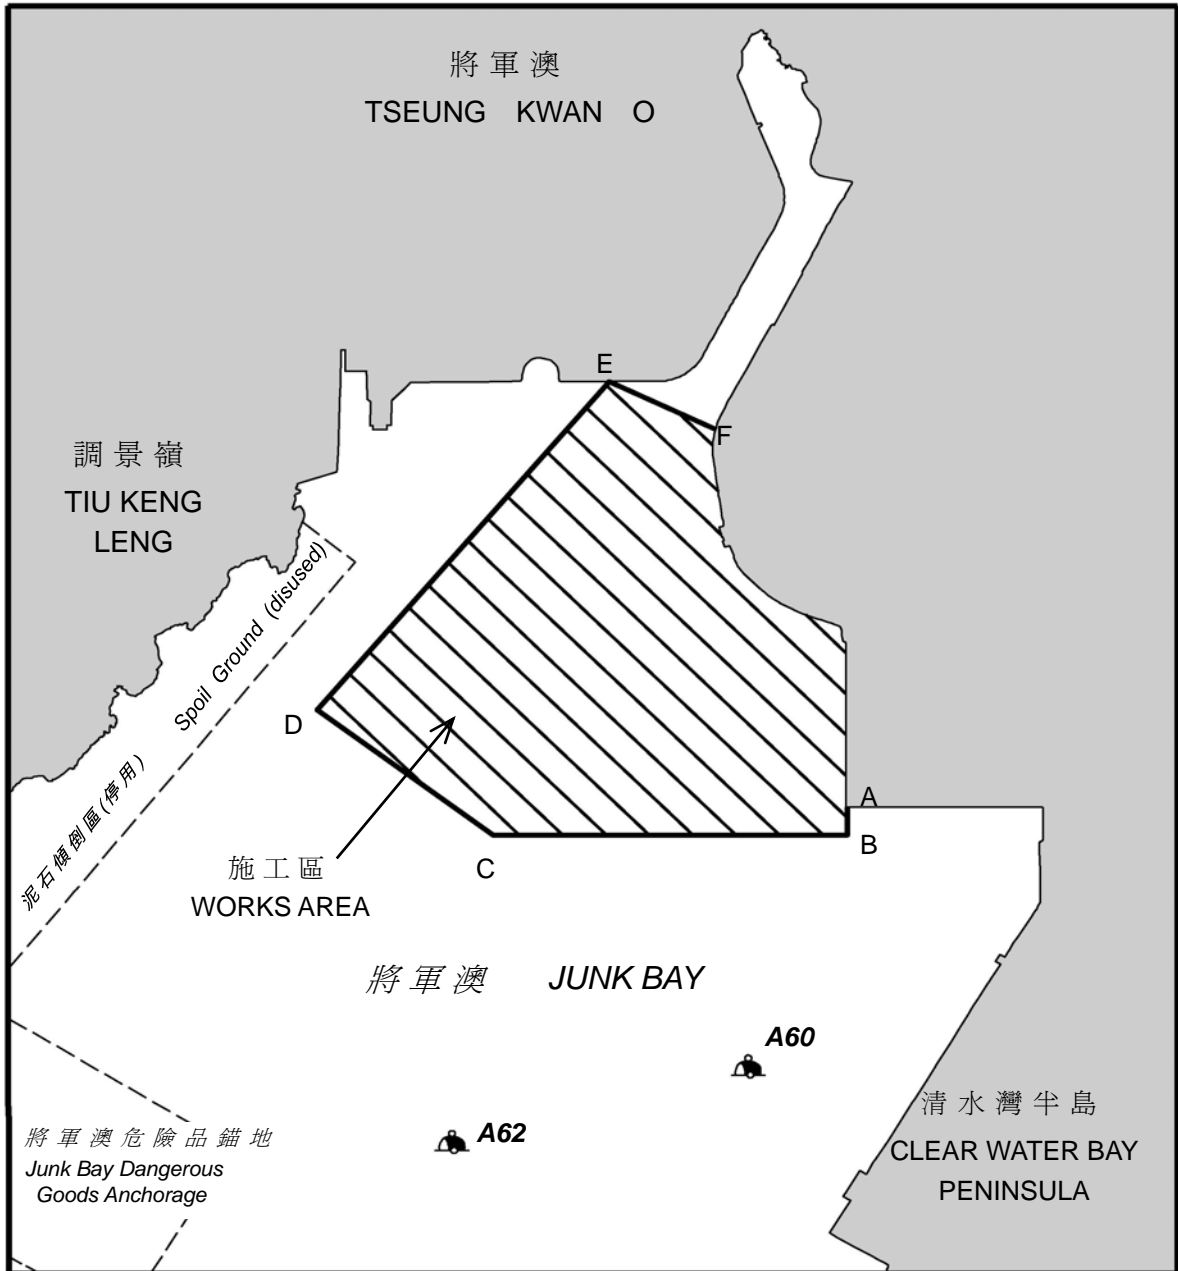 將軍澳
TSEUNG KWAN O
E
F
調景嶺
TIU KENG
LENG
Spoil Ground (disused)
泥石傾倒區(停用)
D
A
B
C
施工區
WORKS AREA
將軍澳 JUNK BAY
A60
A62
將軍澳危險品錨地
Junk Bay Dangerous
Goods Anchorage
清水灣半島
CLEAR WATER BAY
PENINSULA